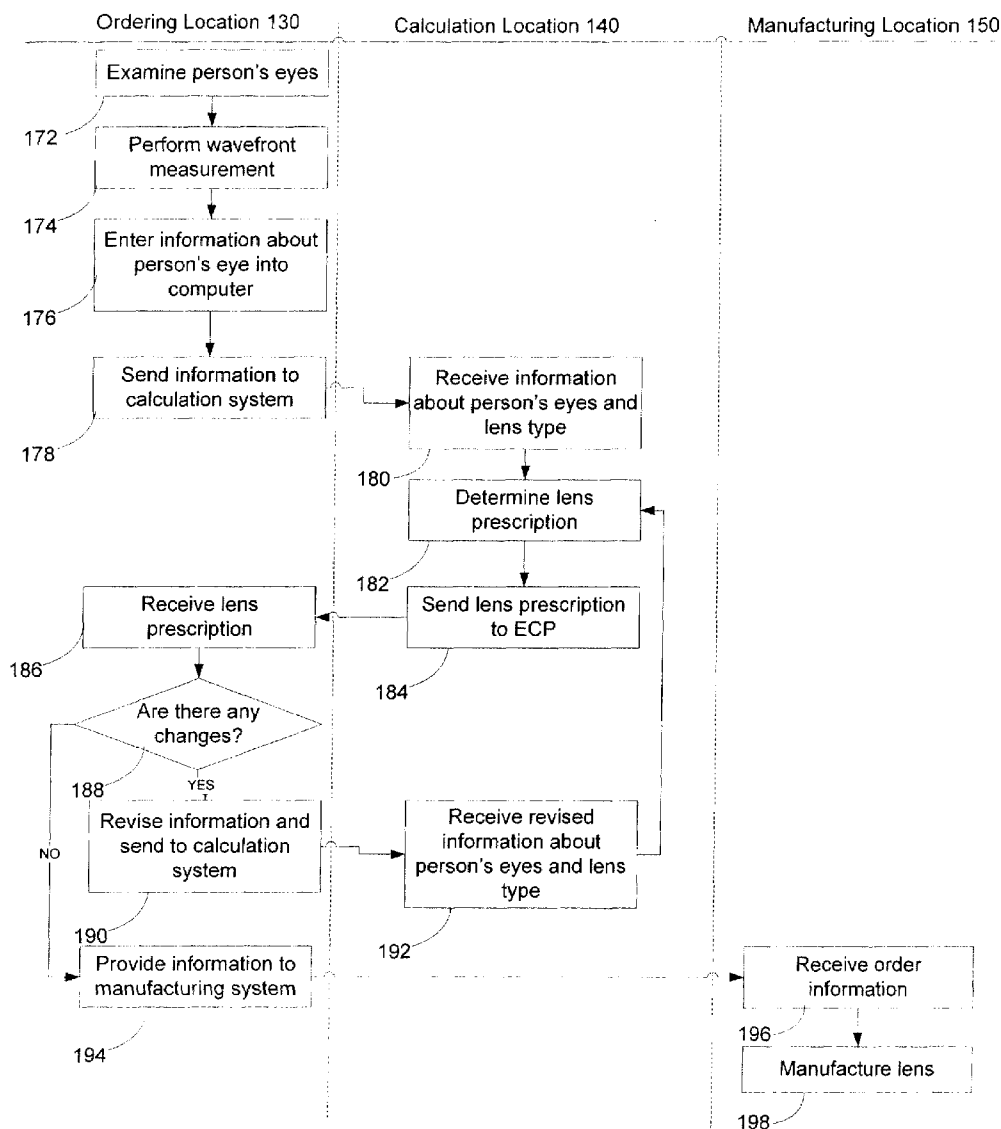 Ordering Location 130
Calculation Location 140
Manufacturing Location 150
Examine person's eyes
172
Perform wavefront
measurement
174
Enter information about
person's eye into
computer
176
Send information to
calculation system
178
Receive information
about person's eyes and
lens type
180
Determine lens
prescription
182
Send lens prescription
to ECP
184
Receive lens
prescription
186
Are there any
changes?
188
YES
NO
Revise information and
send to calculation
system
190
Receive revised
information about
person's eyes and lens
type
192
Provide information to
manufacturing system
194
Receive order
information
196
Manufacture lens
198